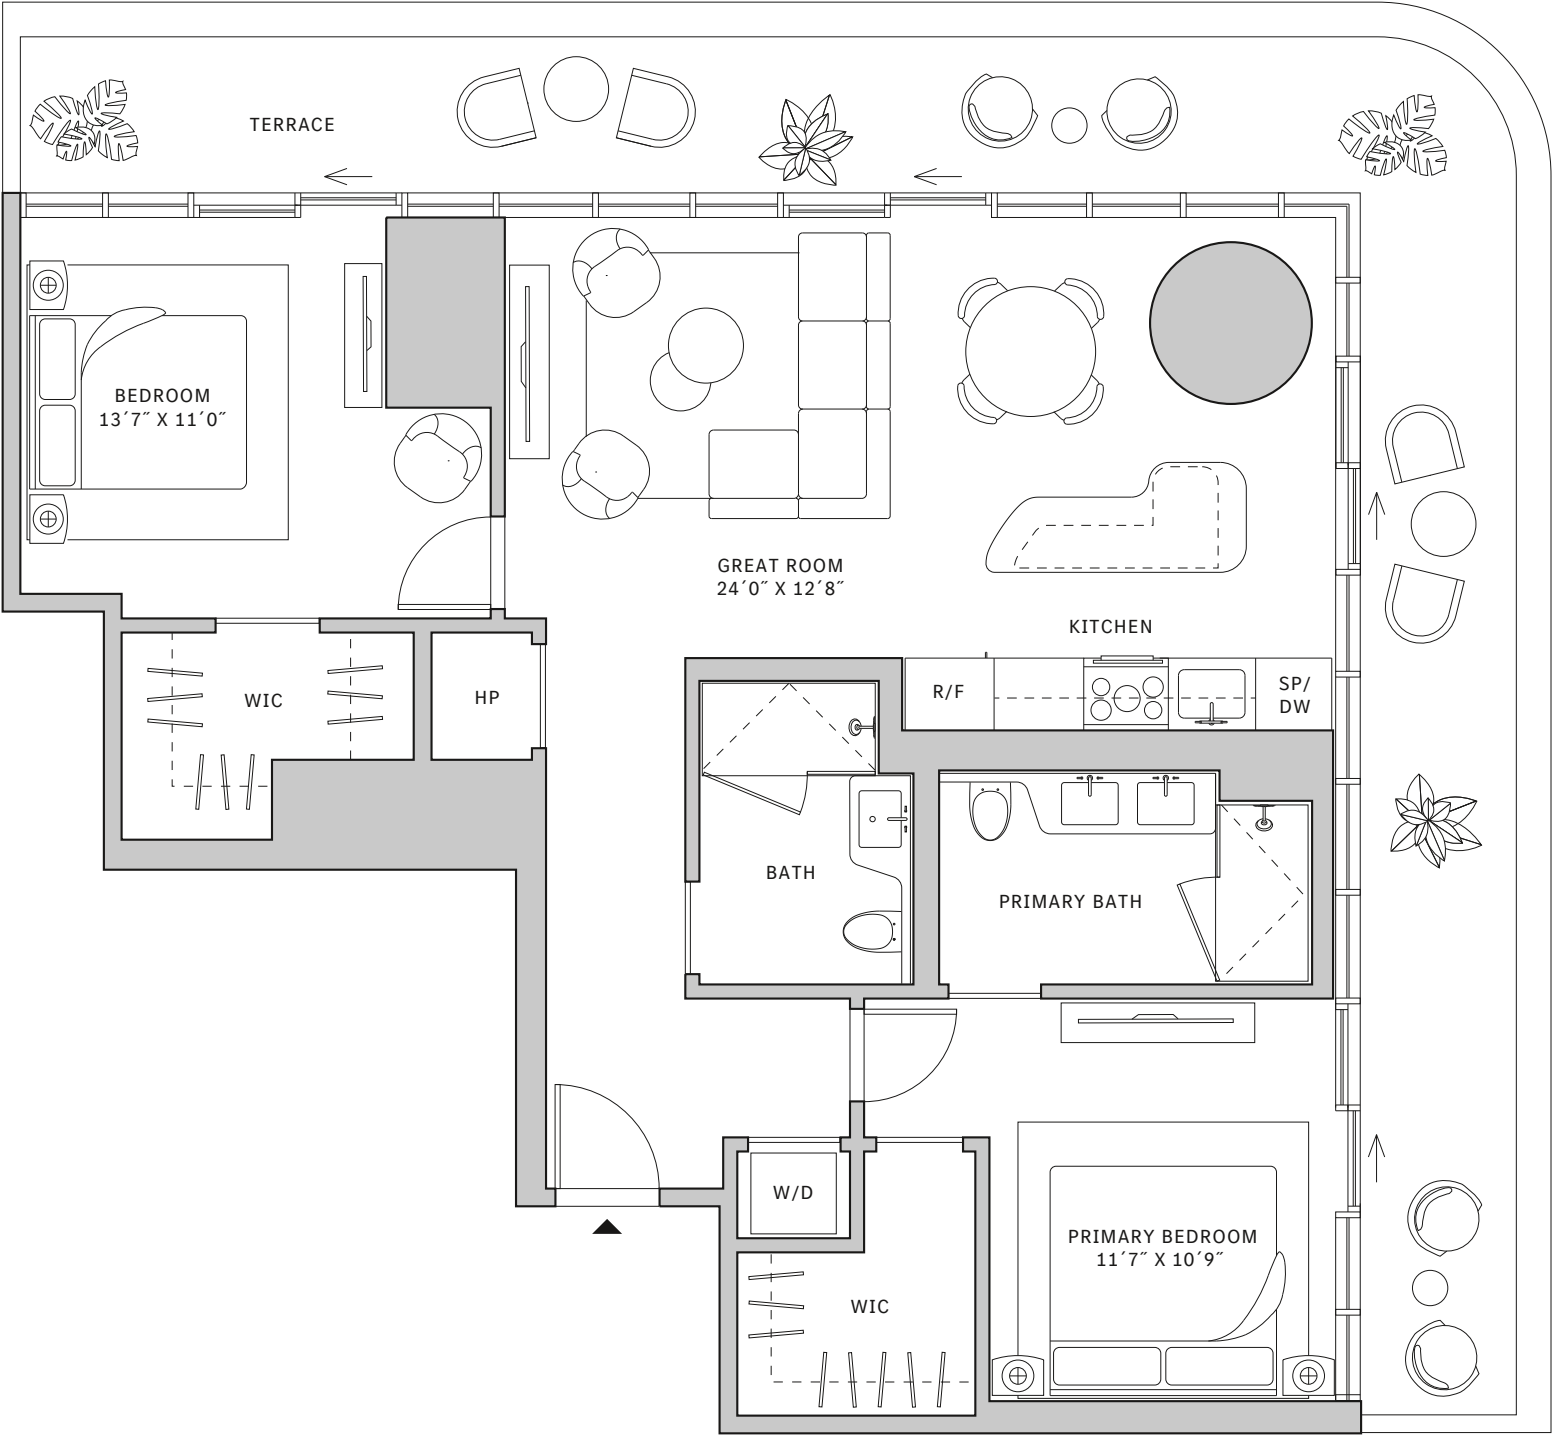 TERRACE
BEDROOM
13´7˝ X 11´0˝
GREAT ROOM
24´0˝ X 12´8˝
KITCHEN
R/F
SP/
DW
WIC
HP
BATH
PRIMARY BATH
W/D
PRIMARY BEDROOM
11´7˝ X 10´9˝
WIC